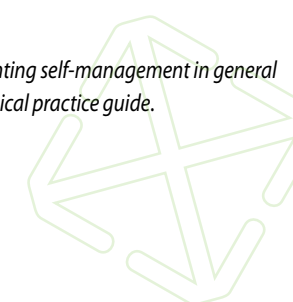 nting self-management in general
ical practice guide.